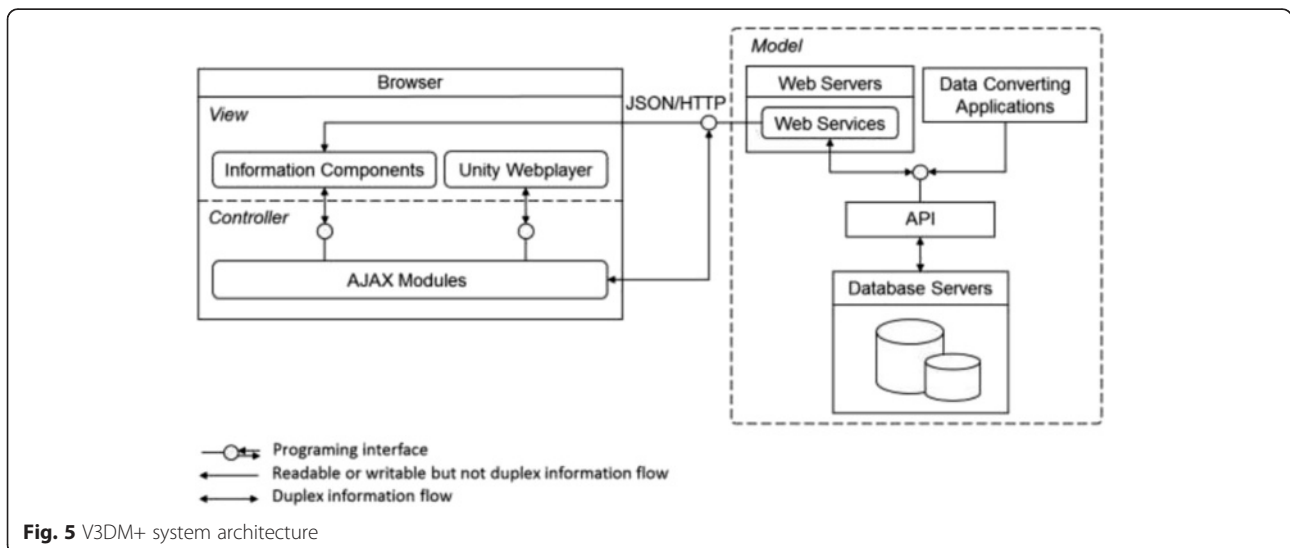 Browser
View
Information Components
Unity Webplayer
Controller
AJAX Modules
JSON/HTTP
Model
Web Servers
Web Services
Data Converting
Applications
API
Database Servers
Programing interface
Readable or writable but not duplex information flow
Duplex information flow
Fig. 5 V3DM+ system architecture